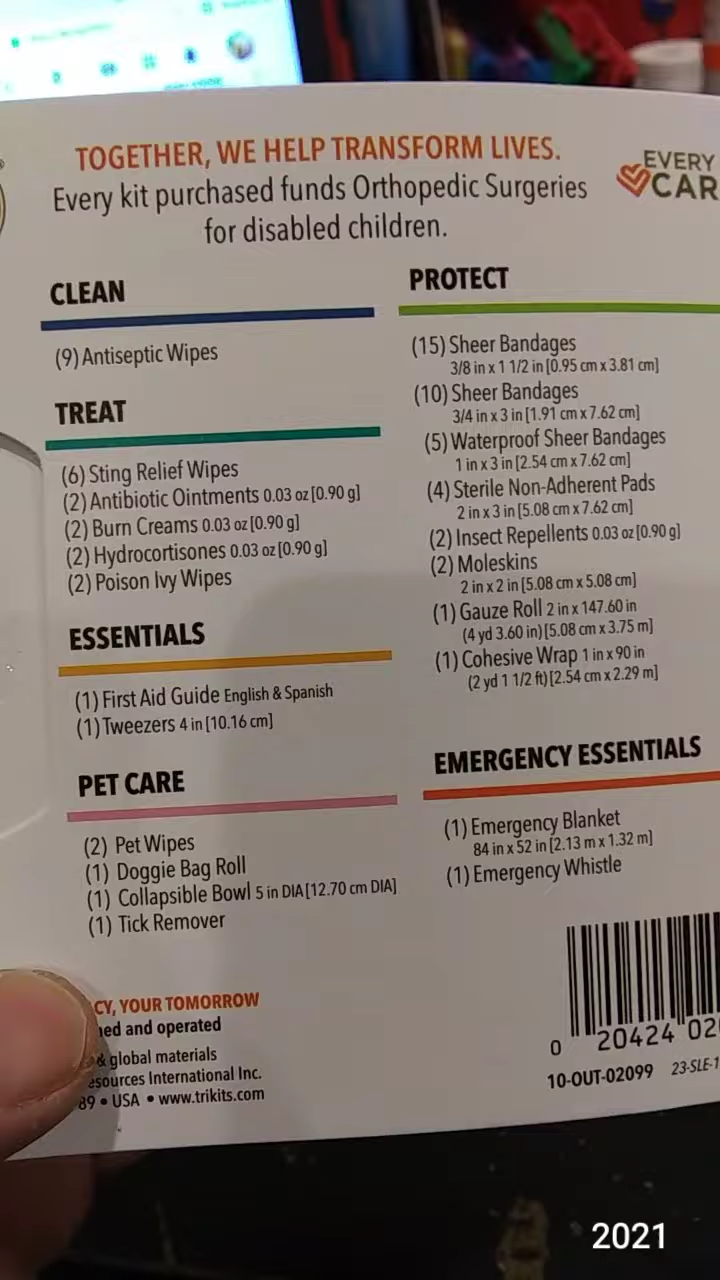 TOGETHER, WE HELP TRANSFORM LIVES.
Every kit purchased funds Orthopedic Surgeries
for disabled children.
EVERY
CAR
CLEAN
(9) Antiseptic Wipes
TREAT
(6) Sting Relief Wipes
(2) Antibiotic Ointments 0.03 oz [0.90 g]
(2) Burn Creams 0.03 oz [0.90 g]
(2) Hydrocortisones 0.03 oz [0.90 g]
(2) Poison Ivy Wipes
ESSENTIALS
(1) First Aid Guide English & Spanish
(1) Tweezers 4 in [10.16 cm]
PET CARE
(2) Pet Wipes
(1) Doggie Bag Roll
(1) Collapsible Bowl 5 in DIA [12.70 cm DIA]
(1) Tick Remover
PROTECT
(15) Sheer Bandages
3/8 in x 1 1/2 in [0.95 cm x 3.81 cm]
(10) Sheer Bandages
3/4 in x 3 in [1.91 cm x 7.62 cm]
(5) Waterproof Sheer Bandages
1 in x 3 in [2.54 cm x 7.62 cm]
(4) Sterile Non-Adherent Pads
2 in x 3 in [5.08 cm x 7.62 cm]
(2) Insect Repellents 0.03 oz [0.90 g]
(2) Moleskins
2 in x 2 in [5.08 cm x 5.08 cm]
(1) Gauze Roll 2 in x 147.60 in
(4 yd 3.60 in) [5.08 cm x 3.75 m]
(1) Cohesive Wrap 1 in x 90 in
(2 yd 1 1/2 ft) [2.54 cm x 2.29 m]
EMERGENCY ESSENTIALS
(1) Emergency Blanket
84 in x 52 in [2.13 m x 1.32 m]
(1) Emergency Whistle
CY, YOUR TOMORROW
ned and operated
& global materials
esources International Inc.
89 • USA • www.trikits.com
0 20424 02
10-OUT-02099 23-SLE-1
2021